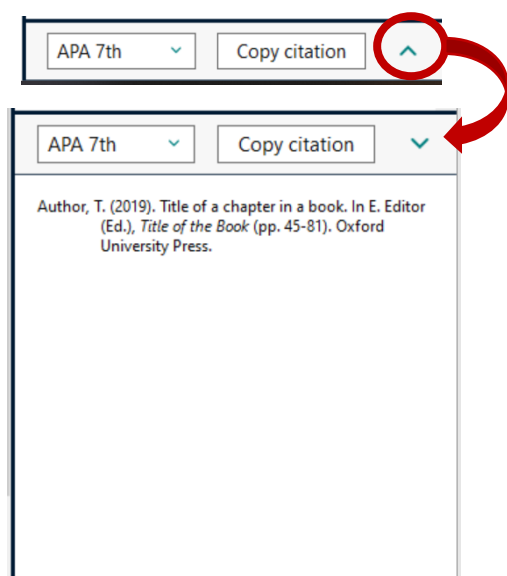 APA 7th Copy citation
APA 7th Copy citation
Author, T. (2019). Title of a chapter in a book. In E. Editor
(Ed.), Title of the Book (pp. 45-81). Oxford
University Press.